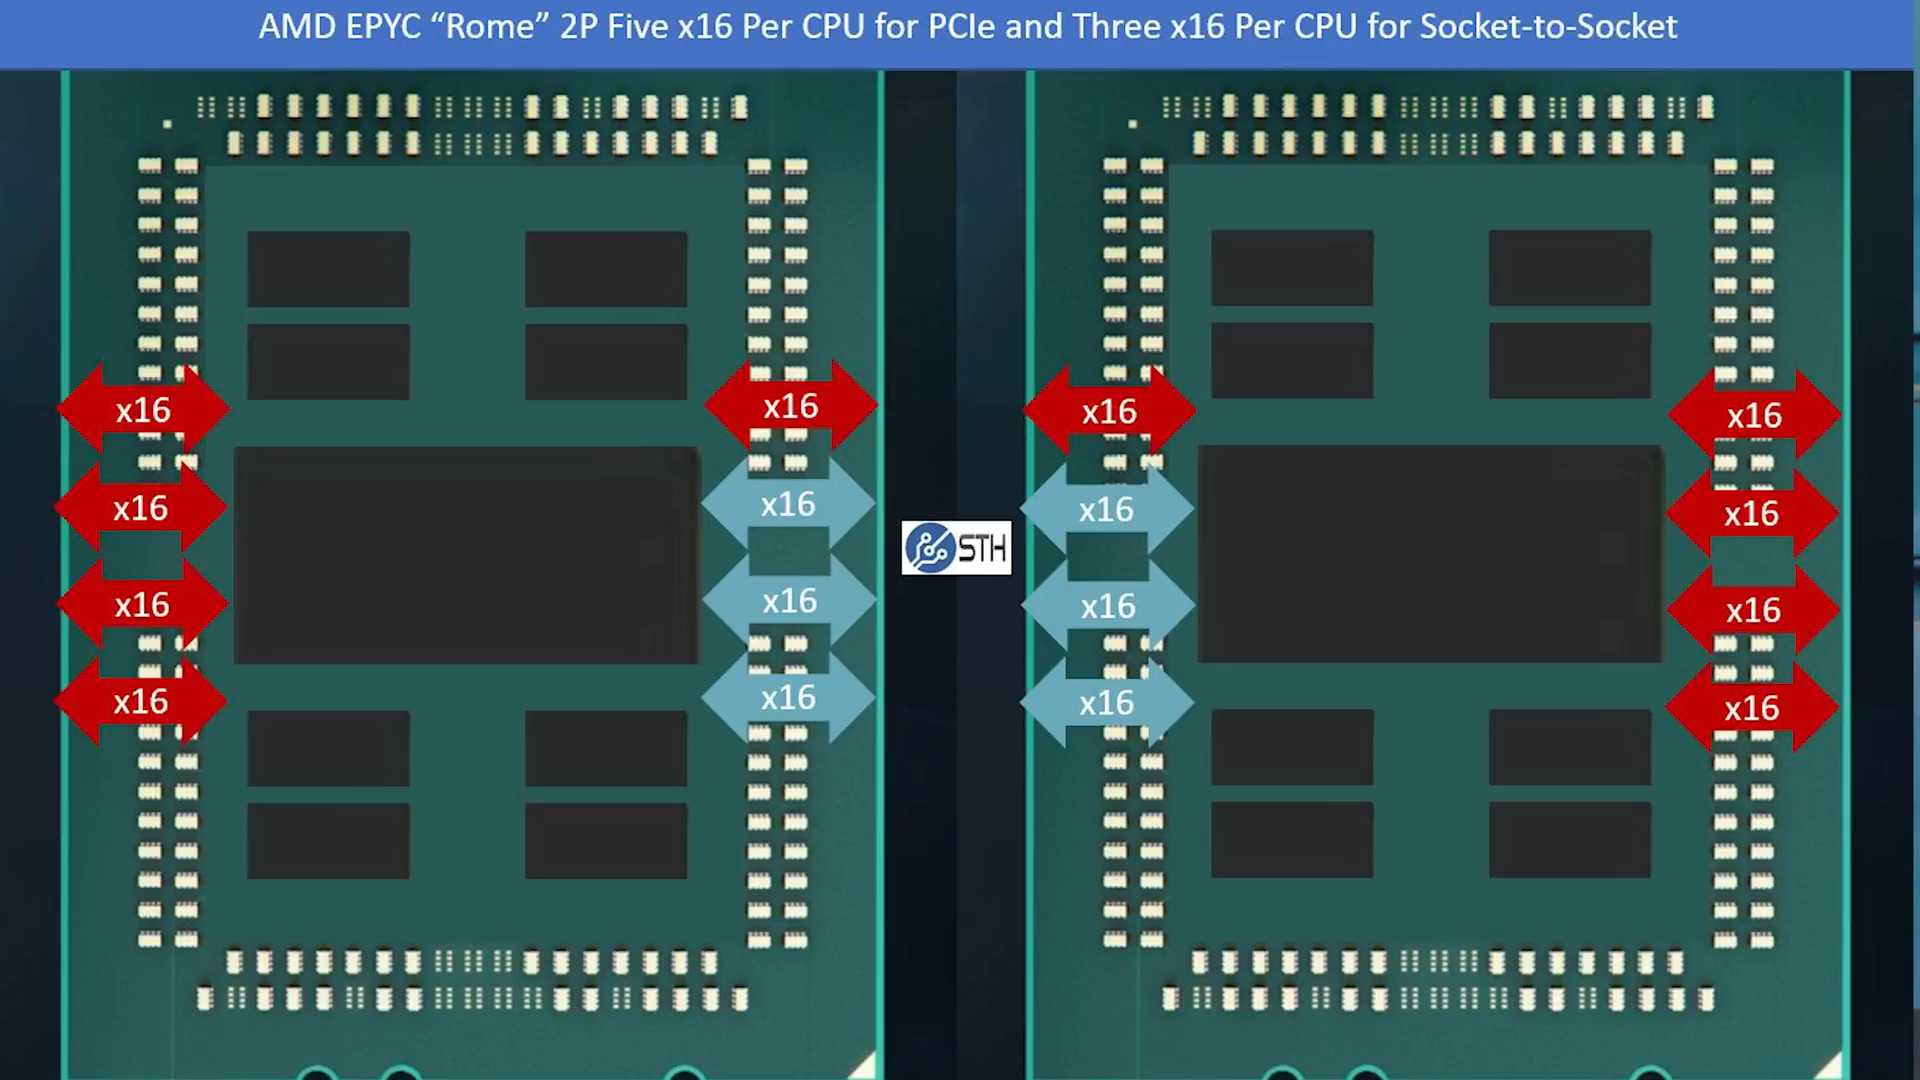 AMD EPYC “Rome” 2P Five x16 Per CPU for PCIe and Three x16 Per CPU for Socket-to-Socket
x16 x16 x16 x16
x16 x16 x16 x16
STH
x16 x16 x16 x16
x16 x16 x16 x16